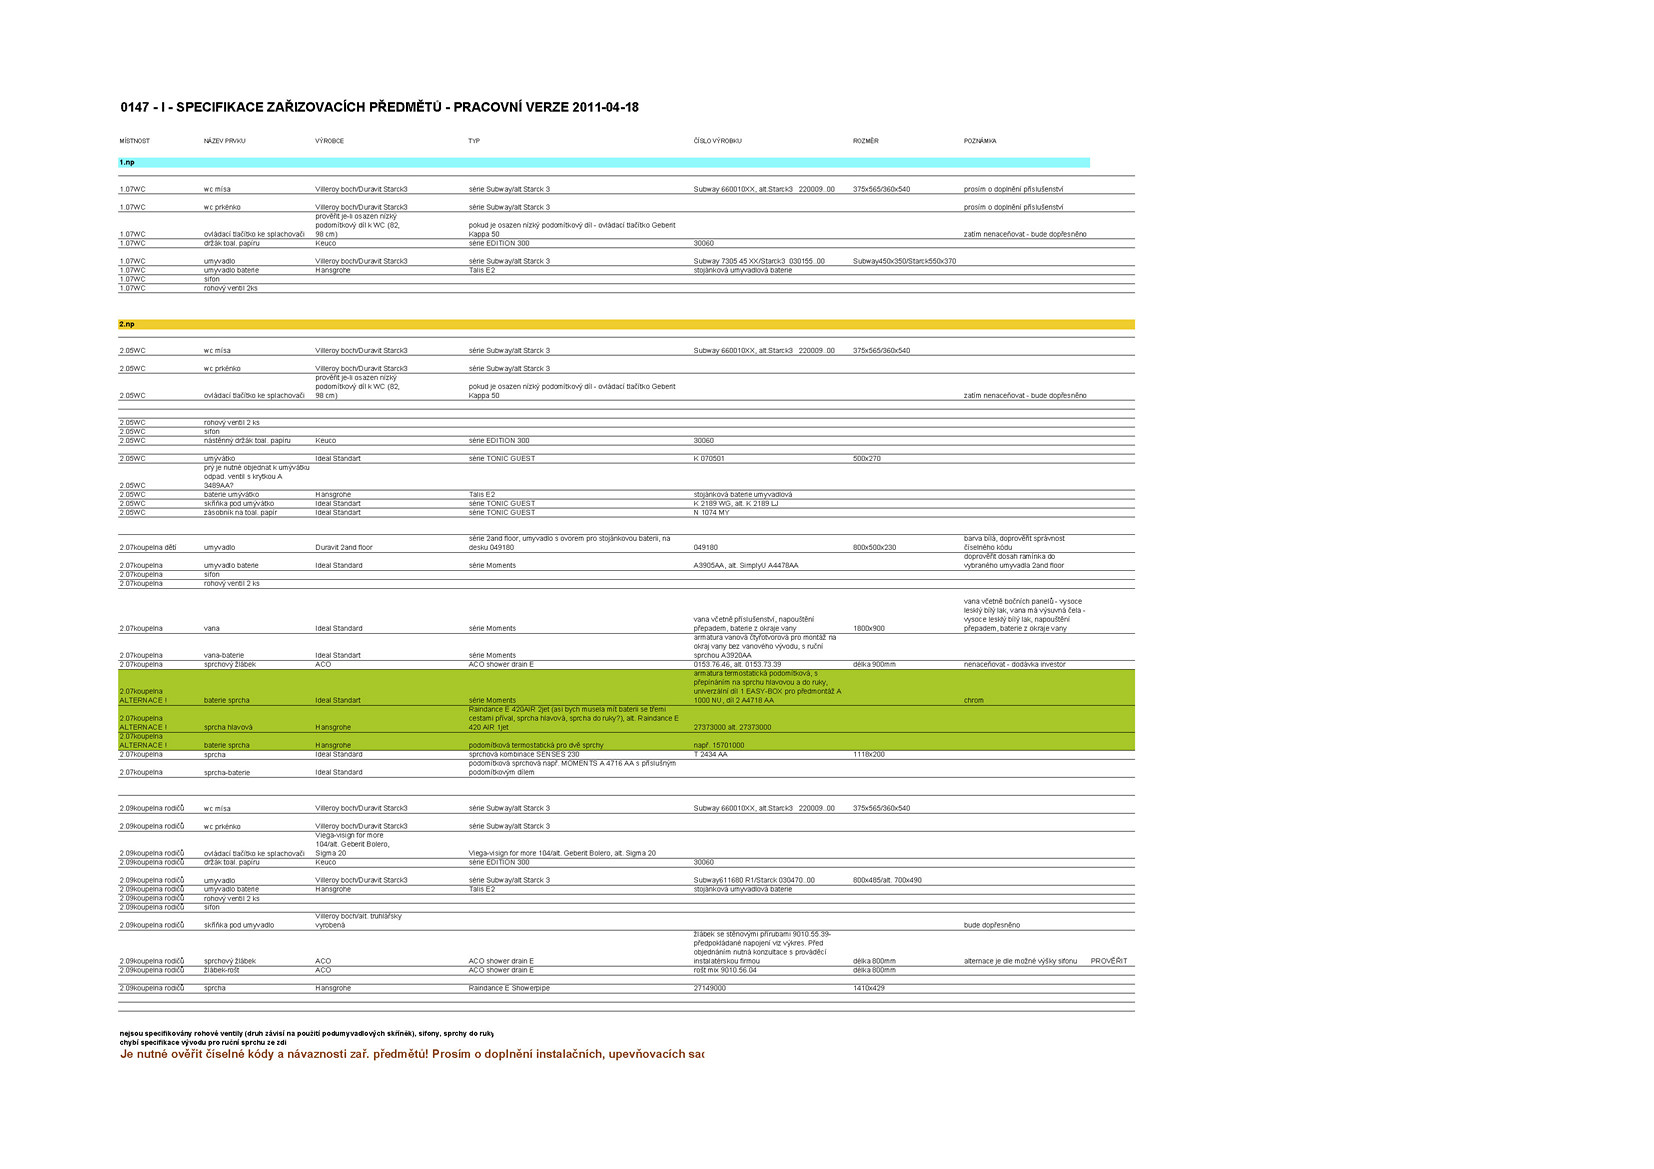 0147 - I - SPECIFIKACE ZAŘIZOVACÍCH PŘEDMĚTŮ - PRACOVNÍ VERZE 2011-04-18
MÍSTNOST NÁZEV PRVKU VÝROBCE TYP ČÍSLO VÝROBKU ROZMĚR POZNÁMKA
1.np
1.07WC wc mísa Villeroy boch/Duravit Starck3 série Subway/alt Starck 3 Subway 660010XX, alt.Starck3 220009..00 375x565/360x540 prosím o doplnění příslušenství
1.07WC wc prkénko Villeroy boch/Duravit Starck3 série Subway/alt Starck 3 prosím o doplnění příslušenství
prověřit je-li osazen nízký
podomítkový díl k WC (82, pokud je osazen nízký podomítkový díl - ovládací tlačítko Geberit
1.07WC ovládací tlačítko ke splachovači 98 cm) Kappa 50 zatím nenaceňovat - bude dopřesněno
1.07WC držák toal. papíru Keuco série EDITION 300 30060
1.07WC umyvadlo Villeroy boch/Duravit Starck3 série Subway/alt Starck 3 Subway 7305 45 XX/Starck3 030155..00 Subway450x350/Starck550x370
1.07WC umyvadlo baterie Hansgrohe Talis E2 stojánková umyvadlová baterie
1.07WC sifon
1.07WC rohový ventil 2ks
2.np
2.05WC wc mísa Villeroy boch/Duravit Starck3 série Subway/alt Starck 3 Subway 660010XX, alt.Starck3 220009..00 375x565/360x540
2.05WC wc prkénko Villeroy boch/Duravit Starck3 série Subway/alt Starck 3
prověřit je-li osazen nízký
podomítkový díl k WC (82, pokud je osazen nízký podomítkový díl - ovládací tlačítko Geberit
2.05WC ovládací tlačítko ke splachovači 98 cm) Kappa 50 zatím nenaceňovat - bude dopřesněno
2.05WC rohový ventil 2 ks
2.05WC sifon
2.05WC nástěnný držák toal. papíru Keuco série EDITION 300 30060
2.05WC umývátko Ideal Standart série TONIC GUEST K 070501 500x270
prý je nutné objednat k umývátku
odpad. ventil s krytkou A
2.05WC 3489AA?
2.05WC baterie umývátko Hansgrohe Talis E2 stojánková baterie umyvadlová
2.05WC skříňka pod umývátko Ideal Standart série TONIC GUEST K 2189 WG, alt. K 2189 LJ
2.05WC zásobník na toal. papír Ideal Standart série TONIC GUEST N 1074 MY
série 2and floor, umyvadlo s ovorem pro stojánkovou baterii, na barva bílá, doprověřit správnost
2.07koupelna dětí umyvadlo Duravit 2and floor desku 049180 049180 800x500x230 číselného kódu
doprověřit dosah ramínka do
2.07koupelna umyvadlo baterie Ideal Standard série Moments A3905AA, alt. SimplyU A4478AA vybraného umyvadla 2and floor
2.07koupelna sifon
2.07koupelna rohový ventil 2 ks
vana včetně bočních panelů - vysoce
lesklý bílý lak, vana má výsuvná čela -
vana včetně příslušenství, napouštění vysoce lesklý bílý lak, napouštění
2.07koupelna vana Ideal Standard série Moments přepadem, baterie z okraje vany 1800x900 přepadem, baterie z okraje vany
armatura vanová čtyřotvorová pro montáž na
okraj vany bez vanového vývodu, s ruční
2.07koupelna vana-baterie Ideal Standard série Moments sprchou A3920AA
2.07koupelna sprchový žlábek ACO ACO shower drain E 0153.76.46, alt. 0153.73.39 délka 900mm nenaceňovat - dodávka investor
armatura termostatická podomítková, s
přepínáním na sprchu hlavovou a do ruky,
2.07koupelna univerzální díl 1 EASY-BOX pro předmontáž A
ALTERNACE ! baterie sprcha Ideal Standard série Moments 1000 NU, díl 2 A4718 AA chrom
Raindance E 420AIR 2jet (asi bych musela mít baterii se třemi
2.07koupelna cestami příval, sprcha hlavová, sprcha do ruky?), alt. Raindance E
ALTERNACE ! sprcha hlavová Hansgrohe 420 AIR 1jet 27373000 alt. 27373000
2.07koupelna
ALTERNACE ! baterie sprcha Hansgrohe podomítková termostatická pro dvě sprchy např. 15701000
2.07koupelna sprcha Ideal Standard sprchová kombinace SENSES 230 T 2434 AA 1118x200
podomítková sprchová např. MOMENTS A 4716 AA s příslušným
2.07koupelna sprcha-baterie Ideal Standard podomítkovým dílem
2.09koupelna rodičů wc mísa Villeroy boch/Duravit Starck3 série Subway/alt Starck 3 Subway 660010XX, alt.Starck3 220009..00 375x565/360x540
2.09koupelna rodičů wc prkénko Villeroy boch/Duravit Starck3 série Subway/alt Starck 3
Viega-visign for more
104/alt. Geberit Bolero,
2.09koupelna rodičů ovládací tlačítko ke splachovači Sigma 20 Viega-visign for more 104/alt. Geberit Bolero, alt. Sigma 20
2.09koupelna rodičů držák toal. papíru Keuco série EDITION 300 30060
2.09koupelna rodičů umyvadlo Villeroy boch/Duravit Starck3 série Subway/alt Starck 3 Subway611680 R1/Starck 030470..00 800x485/alt. 700x490
2.09koupelna rodičů umyvadlo baterie Hansgrohe Talis E2 stojánková umyvadlová baterie
2.09koupelna rodičů rohový ventil 2 ks
2.09koupelna rodičů sifon
Villeroy boch/alt. truhlářsky
2.09koupelna rodičů skříňka pod umyvadlo vyrobená bude dopřesněno
žlábek se stěnovými přírubami 9010.55.39-
předpokládané napojení viz výkres. Před
objednáním nutná konzultace s prováděcí
2.09koupelna rodičů sprchový žlábek ACO ACO shower drain E instalatérskou firmou délka 800mm alternace je dle možné výšky sifonu PROVĚŘIT
2.09koupelna rodičů žlábek-rošt ACO ACO shower drain E rošt mix 9010.56.04 délka 800mm
2.09koupelna rodičů sprcha Hansgrohe Raindance E Showerpipe 27149000 1410x429
nejsou specifikovány rohové ventily (druh závisí na použití podumyvadlových skříněk), sifony, sprchy do ruky
chybí specifikace vývodu pro ruční sprchu ze zdi
Je nutné ověřit číselné kódy a návaznosti zař. předmětů! Prosím o doplnění instalačních, upevňovacích sad